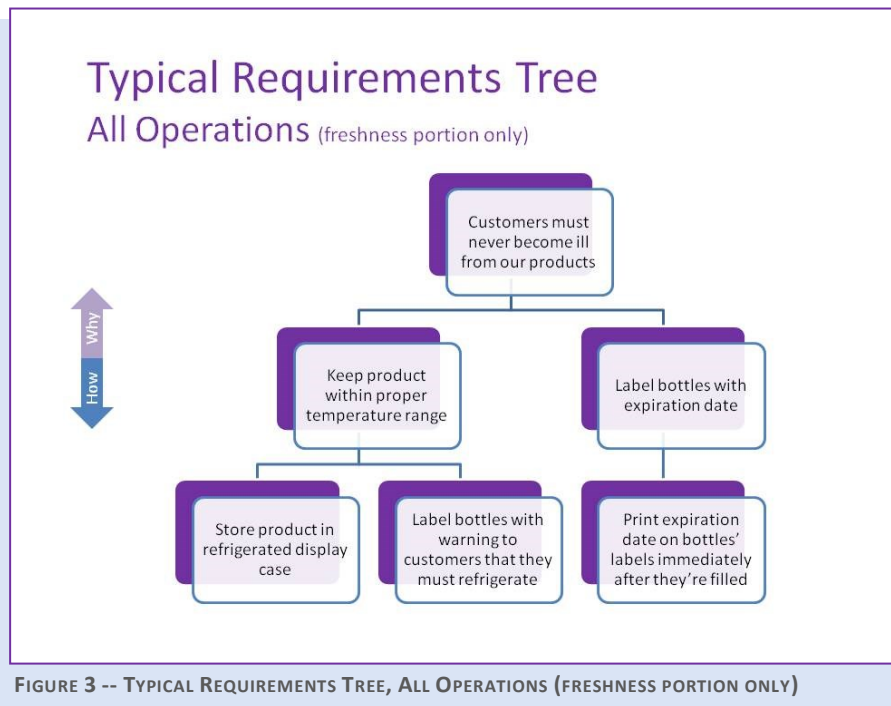 Typical Requirements Tree
All Operations (freshness portion only)
Customers must
never become ill
from our products
Why
How
Keep product
within proper
temperature range
Label bottles with
expiration date
Store product in
refrigerated display
case
Label bottles with
warning to
customers that they
must refrigerate
Print expiration
date on bottles’
labels immediately
after they’re filled
FIGURE 3 -- TYPICAL REQUIREMENTS TREE, ALL OPERATIONS (FRESHNESS PORTION ONLY)